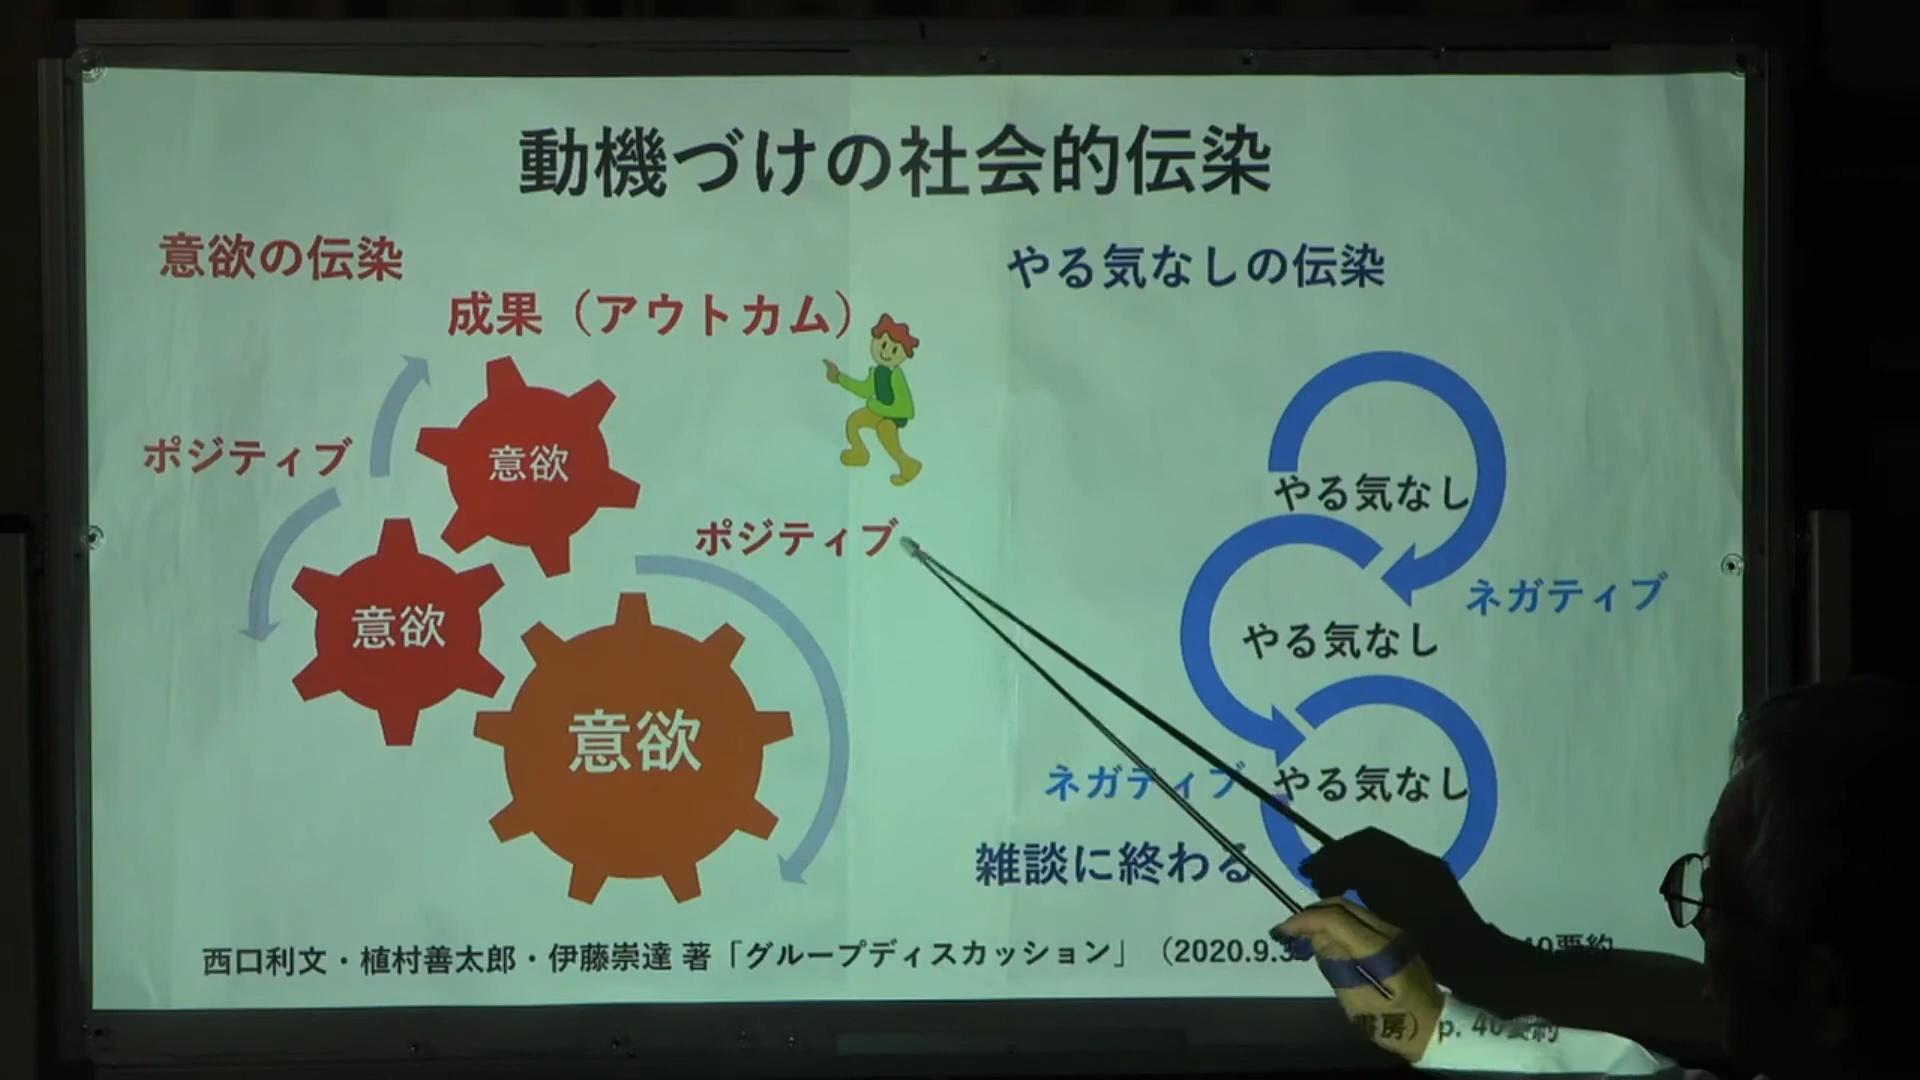 動機づけの社会的伝染
意欲の伝染
成果（アウトカム）
ポジティブ
意欲
意欲
ポジティブ
意欲
やる気なしの伝染
やる気なし
ネガティブ
やる気なし
ネガティブ
やる気なし
雑談に終わる
西口利文・植村善太郎・伊藤崇達 著「グループディスカッション」（2020.9.3
書房）p. 40要約